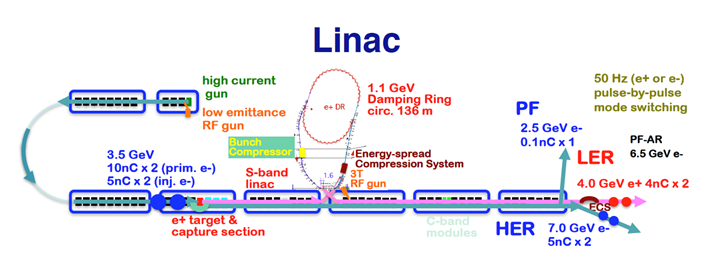 Linac
high current
gun
low emittance
RF gun
3.5 GeV
10nC x 2 (prim. e-)
5nC x 2 (inj. e-)
e+ target &
capture section
S-band
linac
Bunch
Compressor
e+ DR
1.1 GeV
Damping Ring
circ. 136 m
Energy-spread
Compression System
1.6
3T
RF gun
C-band
modules
PF
2.5 GeV e-
0.1nC x 1
50 Hz (e+ or e-)
pulse-by-pulse
mode switching
PF-AR
6.5 GeV e-
LER
4.0 GeV e+ 4nC x 2
ECS
HER
7.0 GeV e-
5nC x 2